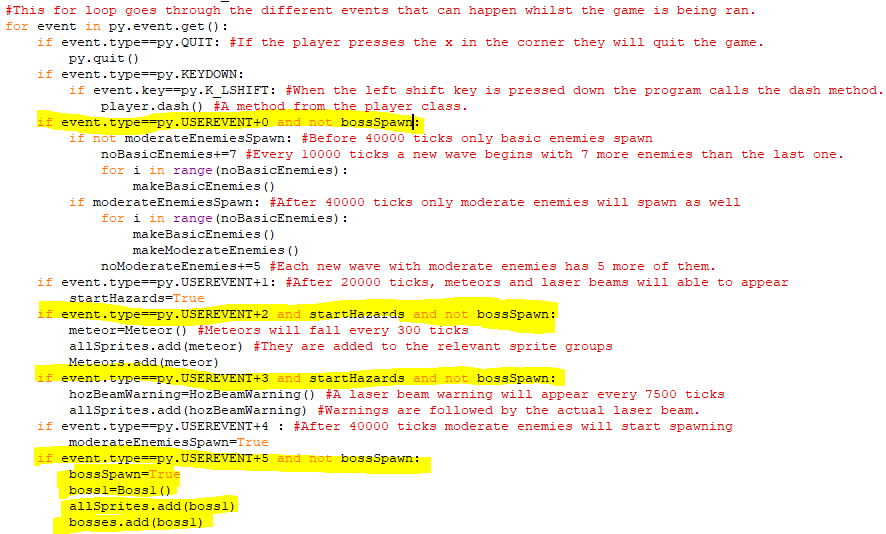 #This for loop goes through the different events that can happen whilst the game is being ran.
for event in py.event.get():
    if event.type==py.QUIT: #If the player presses the x in the corner they will quit the game.
        py.quit()
    if event.type==py.KEYDOWN:
        if event.key==py.K_LSHIFT: #When the left shift key is pressed down the program calls the dash method.
            player.dash() #A method from the player class.
    if event.type==py.USEREVENT+0 and not bossSpawn:
        if not moderateEnemiesSpawn: #Before 40000 ticks only basic enemies spawn
            noBasicEnemies+=7 #Every 10000 ticks a new wave begins with 7 more enemies than the last one.
            for i in range(noBasicEnemies):
                makeBasicEnemies()
        if moderateEnemiesSpawn: #After 40000 ticks only moderate enemies will spawn as well
            for i in range(noBasicEnemies):
                makeBasicEnemies()
                makeModerateEnemies()
            noModerateEnemies+=5 #Each new wave with moderate enemies has 5 more of them.
    if event.type==py.USEREVENT+1: #After 20000 ticks, meteors and laser beams will able to appear
        startHazards=True
    if event.type==py.USEREVENT+2 and startHazards and not bossSpawn:
        meteor=Meteor() #Meteors will fall every 300 ticks
        allSprites.add(meteor) #They are added to the relevant sprite groups
        Meteors.add(meteor)
    if event.type==py.USEREVENT+3 and startHazards and not bossSpawn:
        hozBeamWarning=HozBeamWarning() #A laser beam warning will appear every 7500 ticks
        allSprites.add(hozBeamWarning) #Warnings are followed by the actual laser beam.
    if event.type==py.USEREVENT+4 : #After 40000 ticks moderate enemies will start spawning
        moderateEnemiesSpawn=True
    if event.type==py.USEREVENT+5 and not bossSpawn:
        bossSpawn=True
        boss1=Boss1()
        allSprites.add(boss1)
        bosses.add(boss1)